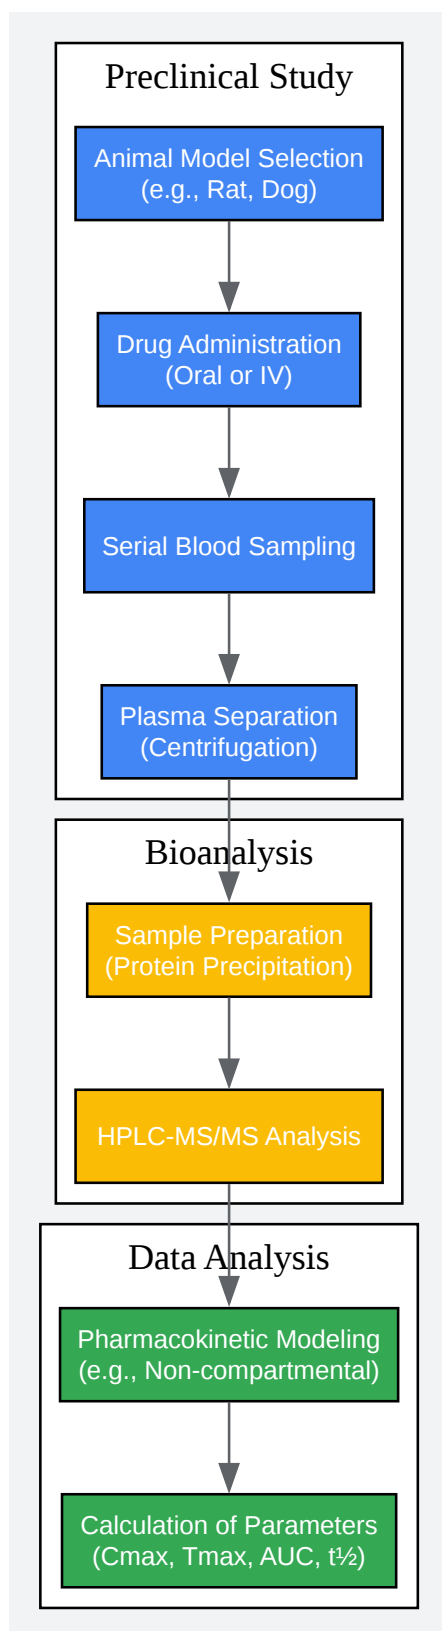 Preclinical Study
Animal Model Selection
(e.g., Rat, Dog)
Drug Administration
(Oral or IV)
Serial Blood Sampling
Plasma Separation
(Centrifugation)
Bioanalysis
Sample Preparation
(Protein Precipitation)
HPLC-MS/MS Analysis
Data Analysis
Pharmacokinetic Modeling
(e.g., Non-compartmental)
Calculation of Parameters
(Cmax, Tmax, AUC, t½)